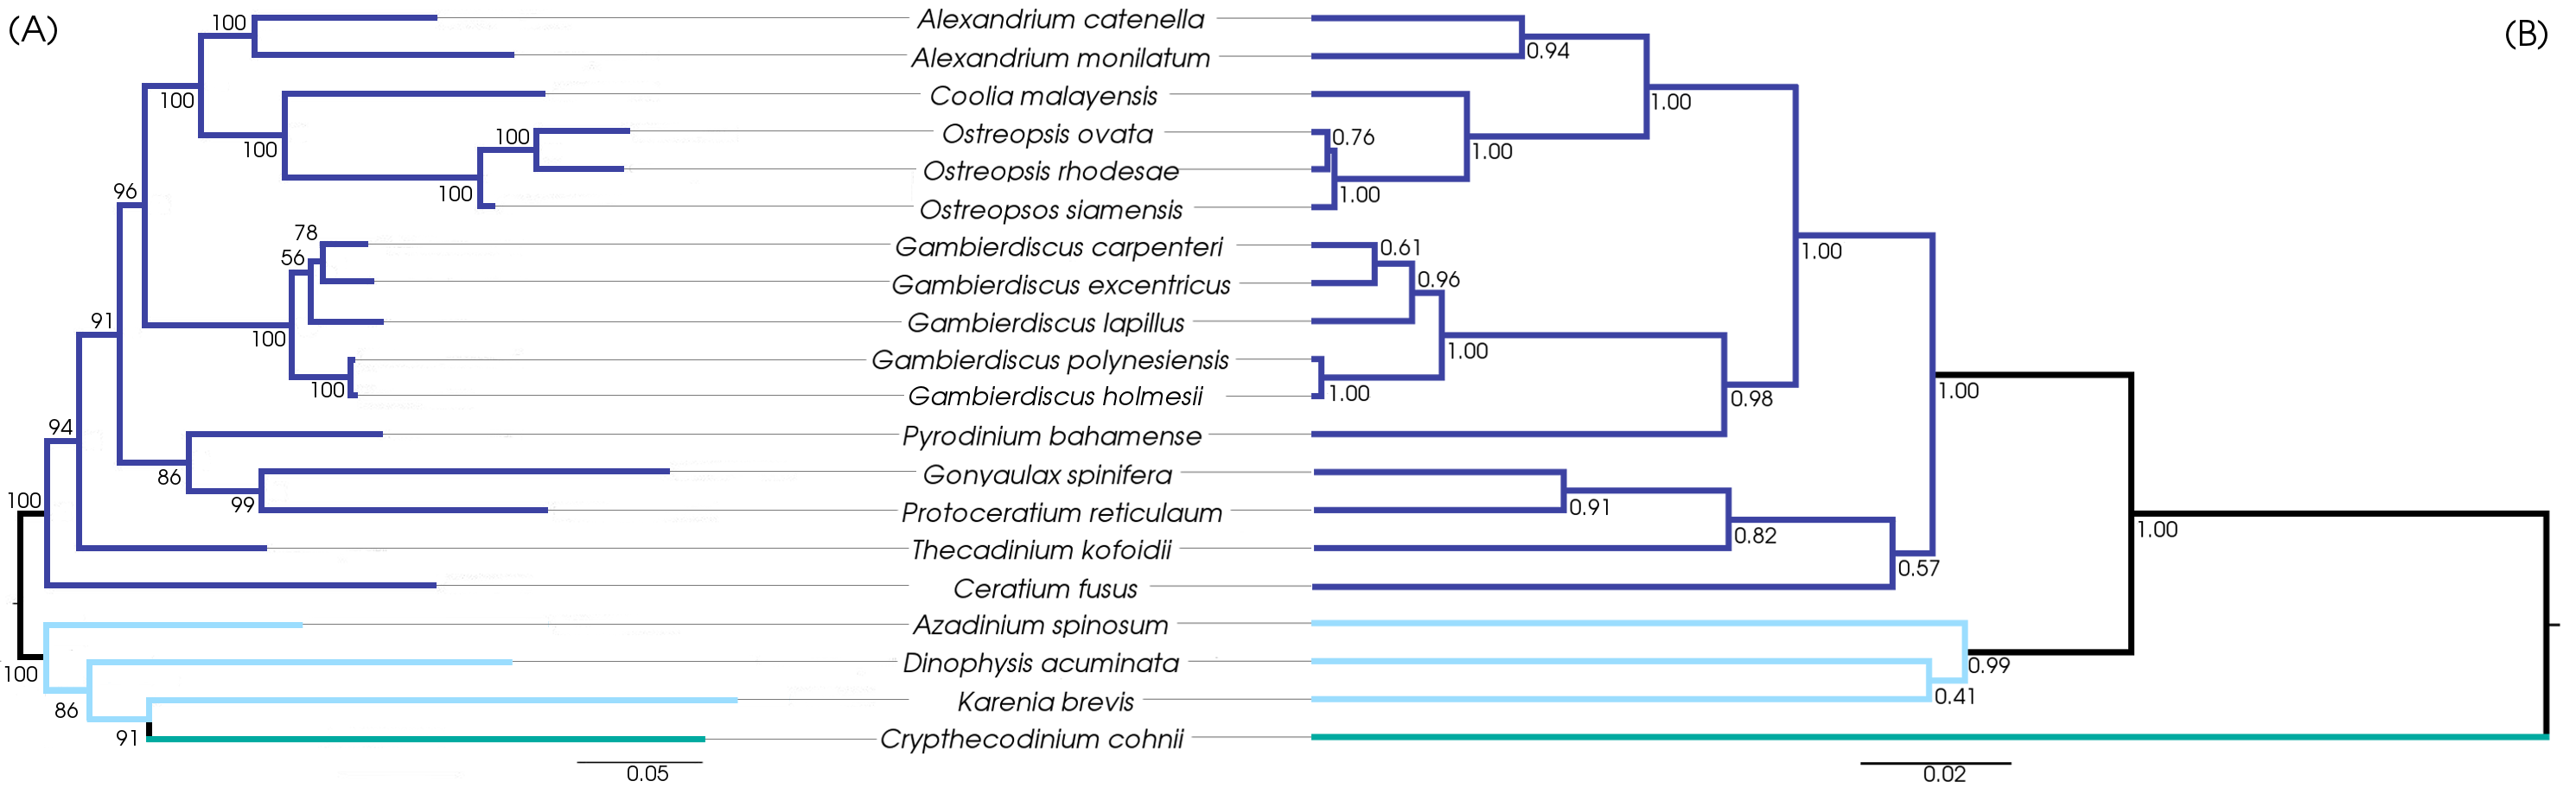 (A)
(B)
100
Alexandrium catenella
Alexandrium monilatum
0.94
100
Coolia malayensis
1.00
100
Ostreopsis ovata
0.76
100
Ostreopsis rhodesae
1.00
96
100
Ostreopsos siamensis
1.00
78
Gambierdiscus carpenteri
0.61
1.00
56
Gambierdiscus excentricus
0.96
91
Gambierdiscus lapillus
100
1.00
Gambierdiscus polynesiensis
100
Gambierdiscus holmesii
1.00
0.98
1.00
94
Pyrodinium bahamense
86
Gonyaulax spinifera
100
99
Protoceratium reticulaum
0.91
1.00
Thecadinium kofoidii
0.82
Ceratium fusus
0.57
Azadinium spinosum
100
Dinophysis acuminata
0.99
86
Karenia brevis
0.41
91
Crypthecodinium cohnii
0.05
0.02